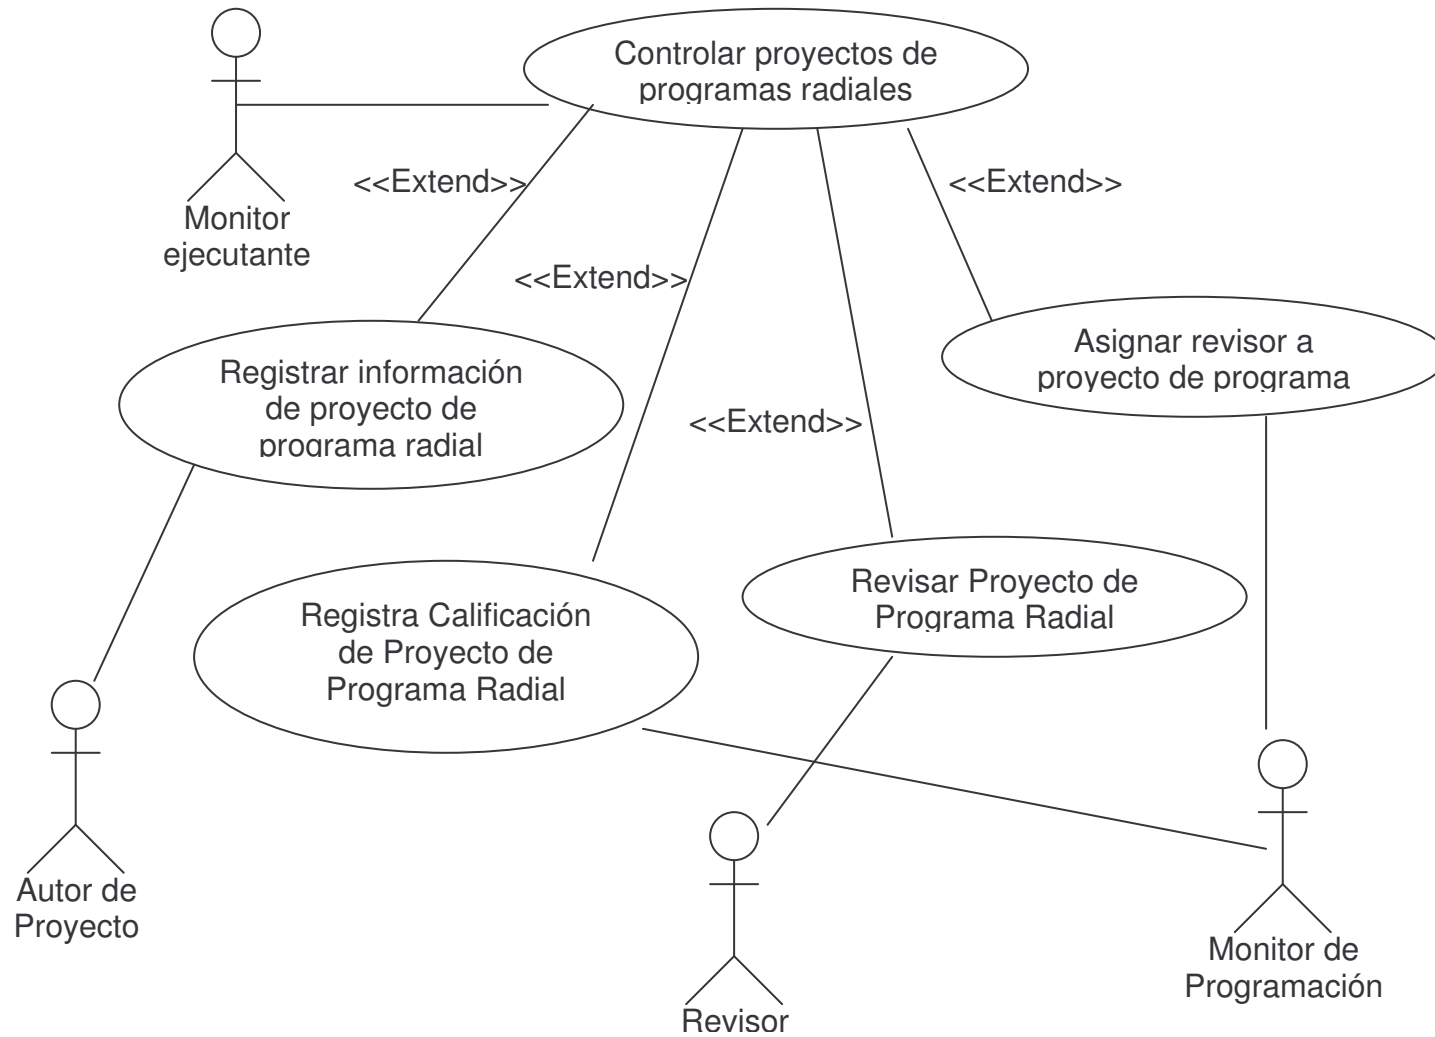 Controlar proyectos de
programas radiales
<<Extend>>
<<Extend>>
Monitor
ejecutante
<<Extend>>
Asignar revisor a
proyecto de programa
Registrar información
de proyecto de
programa radial
<<Extend>>
Revisar Proyecto de
Programa Radial
Registra Calificación
de Proyecto de
Programa Radial
Autor de
Proyecto
Monitor de
Programación
Revisor